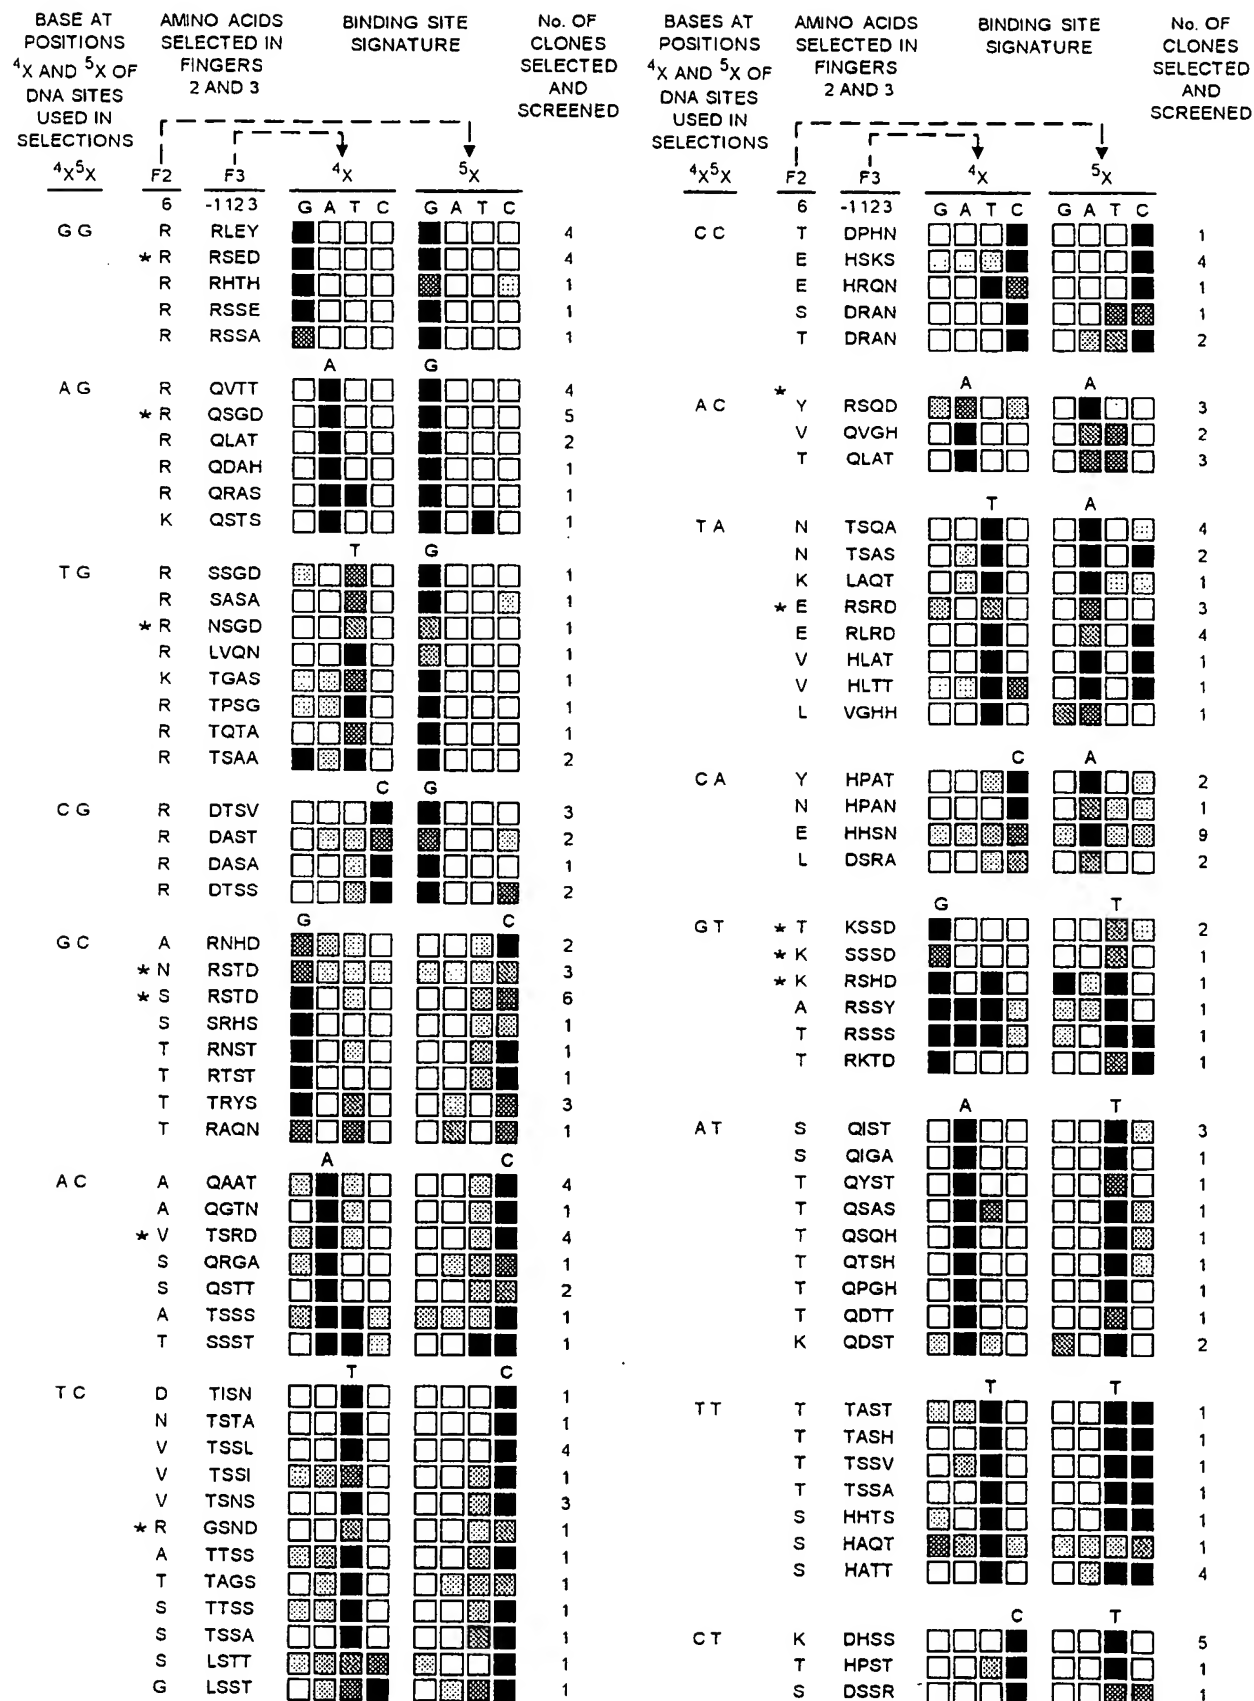 BASE AT POSITIONS 4X AND 5X OF DNA SITES USED IN SELECTIONS
AMINO ACIDS SELECTED IN FINGERS 2 AND 3
BINDING SITE SIGNATURE
No. OF CLONES SELECTED AND SCREENED
4X5X F2 F3 4X 5X
6 -1123 G A T C G A T C
G G R RLEY 4
* R RSED 4
R RHTH 1
R RSSE 1
R RSSA 1
A G
A G R QVTT 4
* R QSGD 5
R QLAT 2
R QDAH 1
R QRAS 1
K QSTS 1
T G
T G R SSGD 1
R SASA 1
* R NSGD 1
R LVQN 1
K TGAS 1
R TPSG 1
R TQTA 1
R TSAA 2
C G
C G R DTSV 3
R DAST 2
R DASA 1
R DTSS 2
G C
G C A RNHD 2
* N RSTD 3
* S RSTD 6
S SRHS 1
T RNST 1
T RTST 1
T TRYS 3
T RAQN 1
A C
A C A QAAT 4
A QGTN 1
* V TSRD 4
S QRGA 1
S QSTT 2
A TSSS 1
T SSST 1
T C
T C D TISN 1
N TSTA 1
V TSSL 4
V TSSI 1
V TSNS 3
* R GSND 1
A TTSS 1
T TAGS 1
S TTSS 1
S TSSA 1
S LSTT 1
G LSST 1
BASES AT POSITIONS 4X AND 5X OF DNA SITES USED IN SELECTIONS
AMINO ACIDS SELECTED IN FINGERS 2 AND 3
BINDING SITE SIGNATURE
No. OF CLONES SELECTED AND SCREENED
4X5X F2 F3 4X 5X
6 -1123 G A T C G A T C
C C T DPHN 1
E HSKS 4
E HRQN 1
S DRAN 1
T DRAN 2
* A A
A C Y RSQD 3
V QVGH 2
T QLAT 3
T A
T A N TSQA 4
N TSAS 2
K LAQT 1
* E RSRD 3
E RLRD 4
V HLAT 1
V HLTT 1
L VGHH 1
C A
C A Y HPAT 2
N HPAN 1
E HHSN 9
L DSRA 2
G T
G T * T KSSD 2
* K SSSD 1
* K RSHD 1
A RSSY 1
T RSSS 1
T RKTD 1
A T
A T S QIST 3
S QIGA 1
T QYST 1
T QSAS 1
T QSQH 1
T QTSH 1
T QPGH 1
T QDTT 1
K QDST 2
T T
T T T TAST 1
T TASH 1
T TSSV 1
T TSSA 1
S HHTS 1
S HAQT 1
S HATT 4
C T
C T K DHSS 5
T HPST 1
S DSSR 1